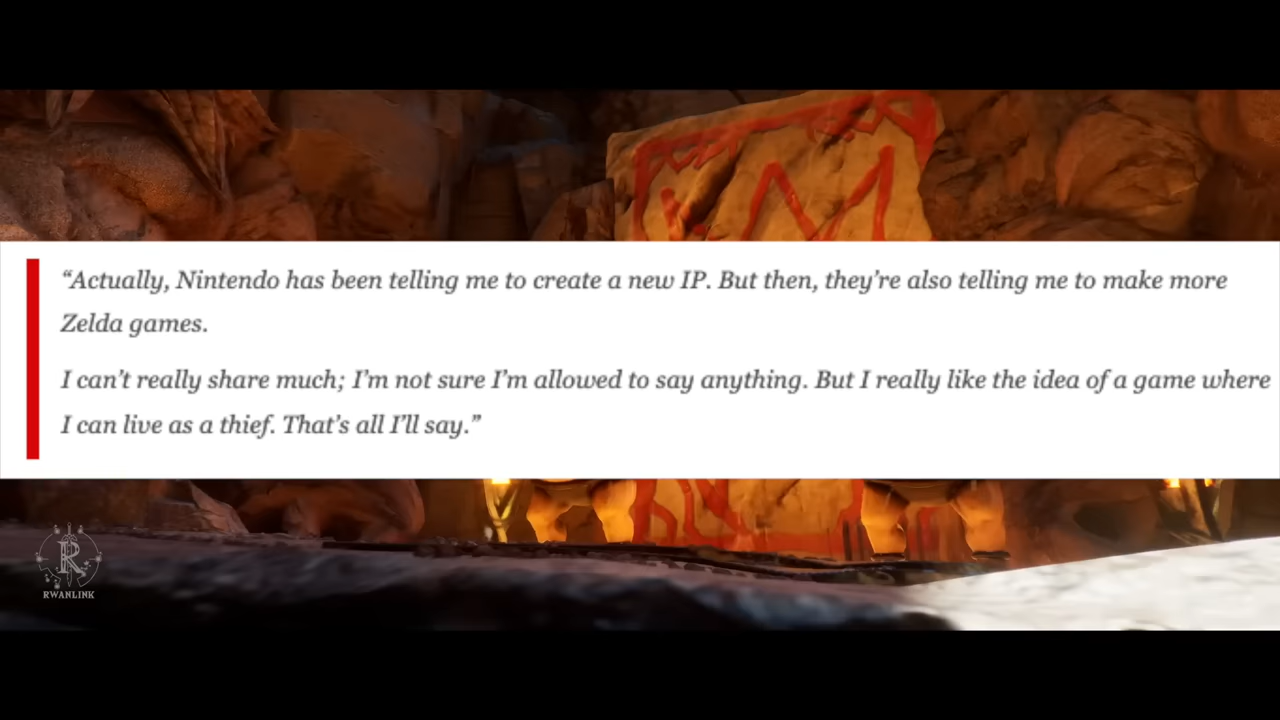 “Actually, Nintendo has been telling me to create a new IP. But then, they’re also telling me to make more
Zelda games.
I can’t really share much; I’m not sure I’m allowed to say anything. But I really like the idea of a game where
I can live as a thief. That’s all I’ll say.”
R
RWANLINK